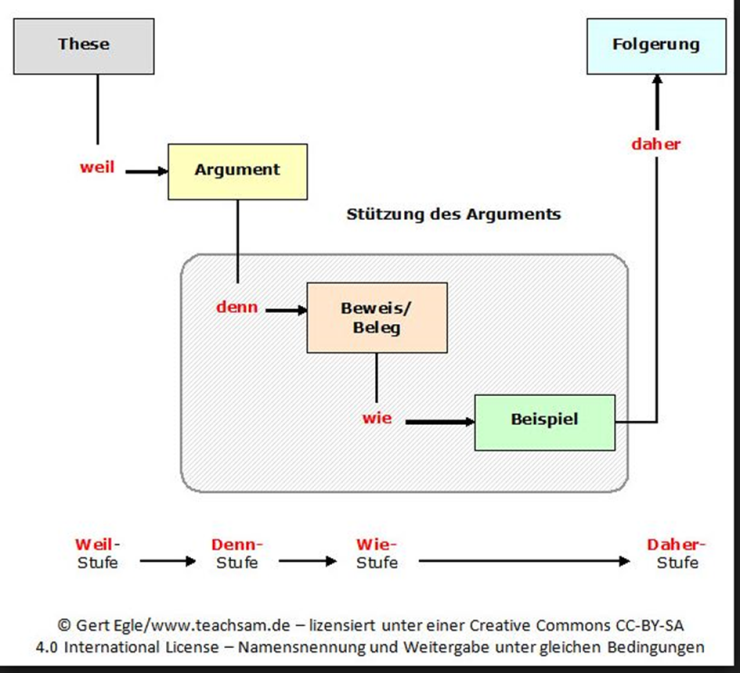 These
Folgerung
daher
weil
Argument
Stützung des Arguments
denn
Beweis/
Beleg
wie
Beispiel
Weil-
Stufe
Denn-
Stufe
Wie-
Stufe
Daher-
Stufe
© Gert Egle/www.teachsam.de – lizensiert unter einer Creative Commons CC-BY-SA
4.0 International License – Namensnennung und Weitergabe unter gleichen Bedingungen